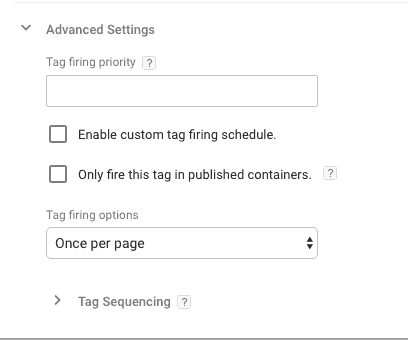 Advanced Settings
Tag firing priority ?
Enable custom tag firing schedule.
Only fire this tag in published containers. ?
Tag firing options
Once per page
Tag Sequencing ?